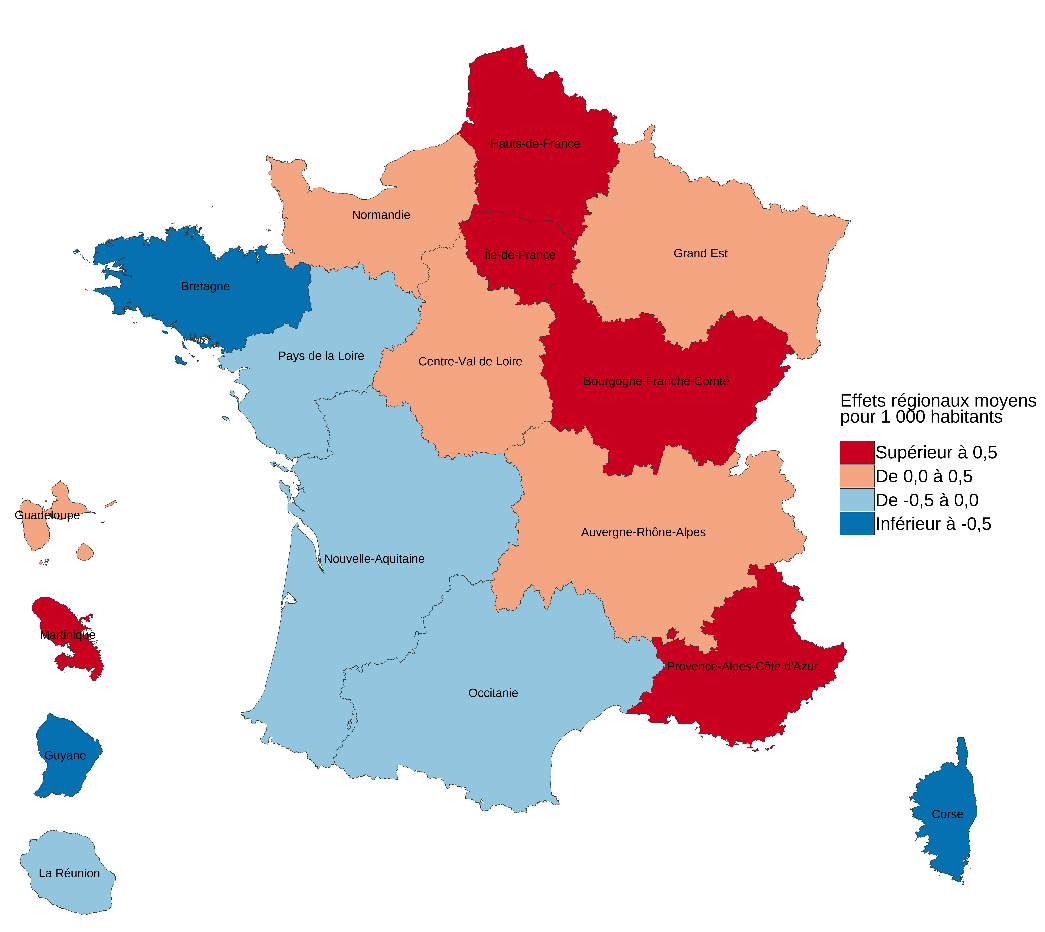 Hauts-de-France
Normandie
Grand Est
Île-de-France
Bretagne
Pays de la Loire
Centre-Val de Loire
Bourgogne-Franche-Comté
Effets régionaux moyens
pour 1 000 habitants
Supérieur à 0,5
De 0,0 à 0,5
De -0,5 à 0,0
Inférieur à -0,5
Guadeloupe
Auvergne-Rhône-Alpes
Nouvelle-Aquitaine
Martinique
Provence-Alpes-Côte d'Azur
Occitanie
Guyane
Corse
La Réunion